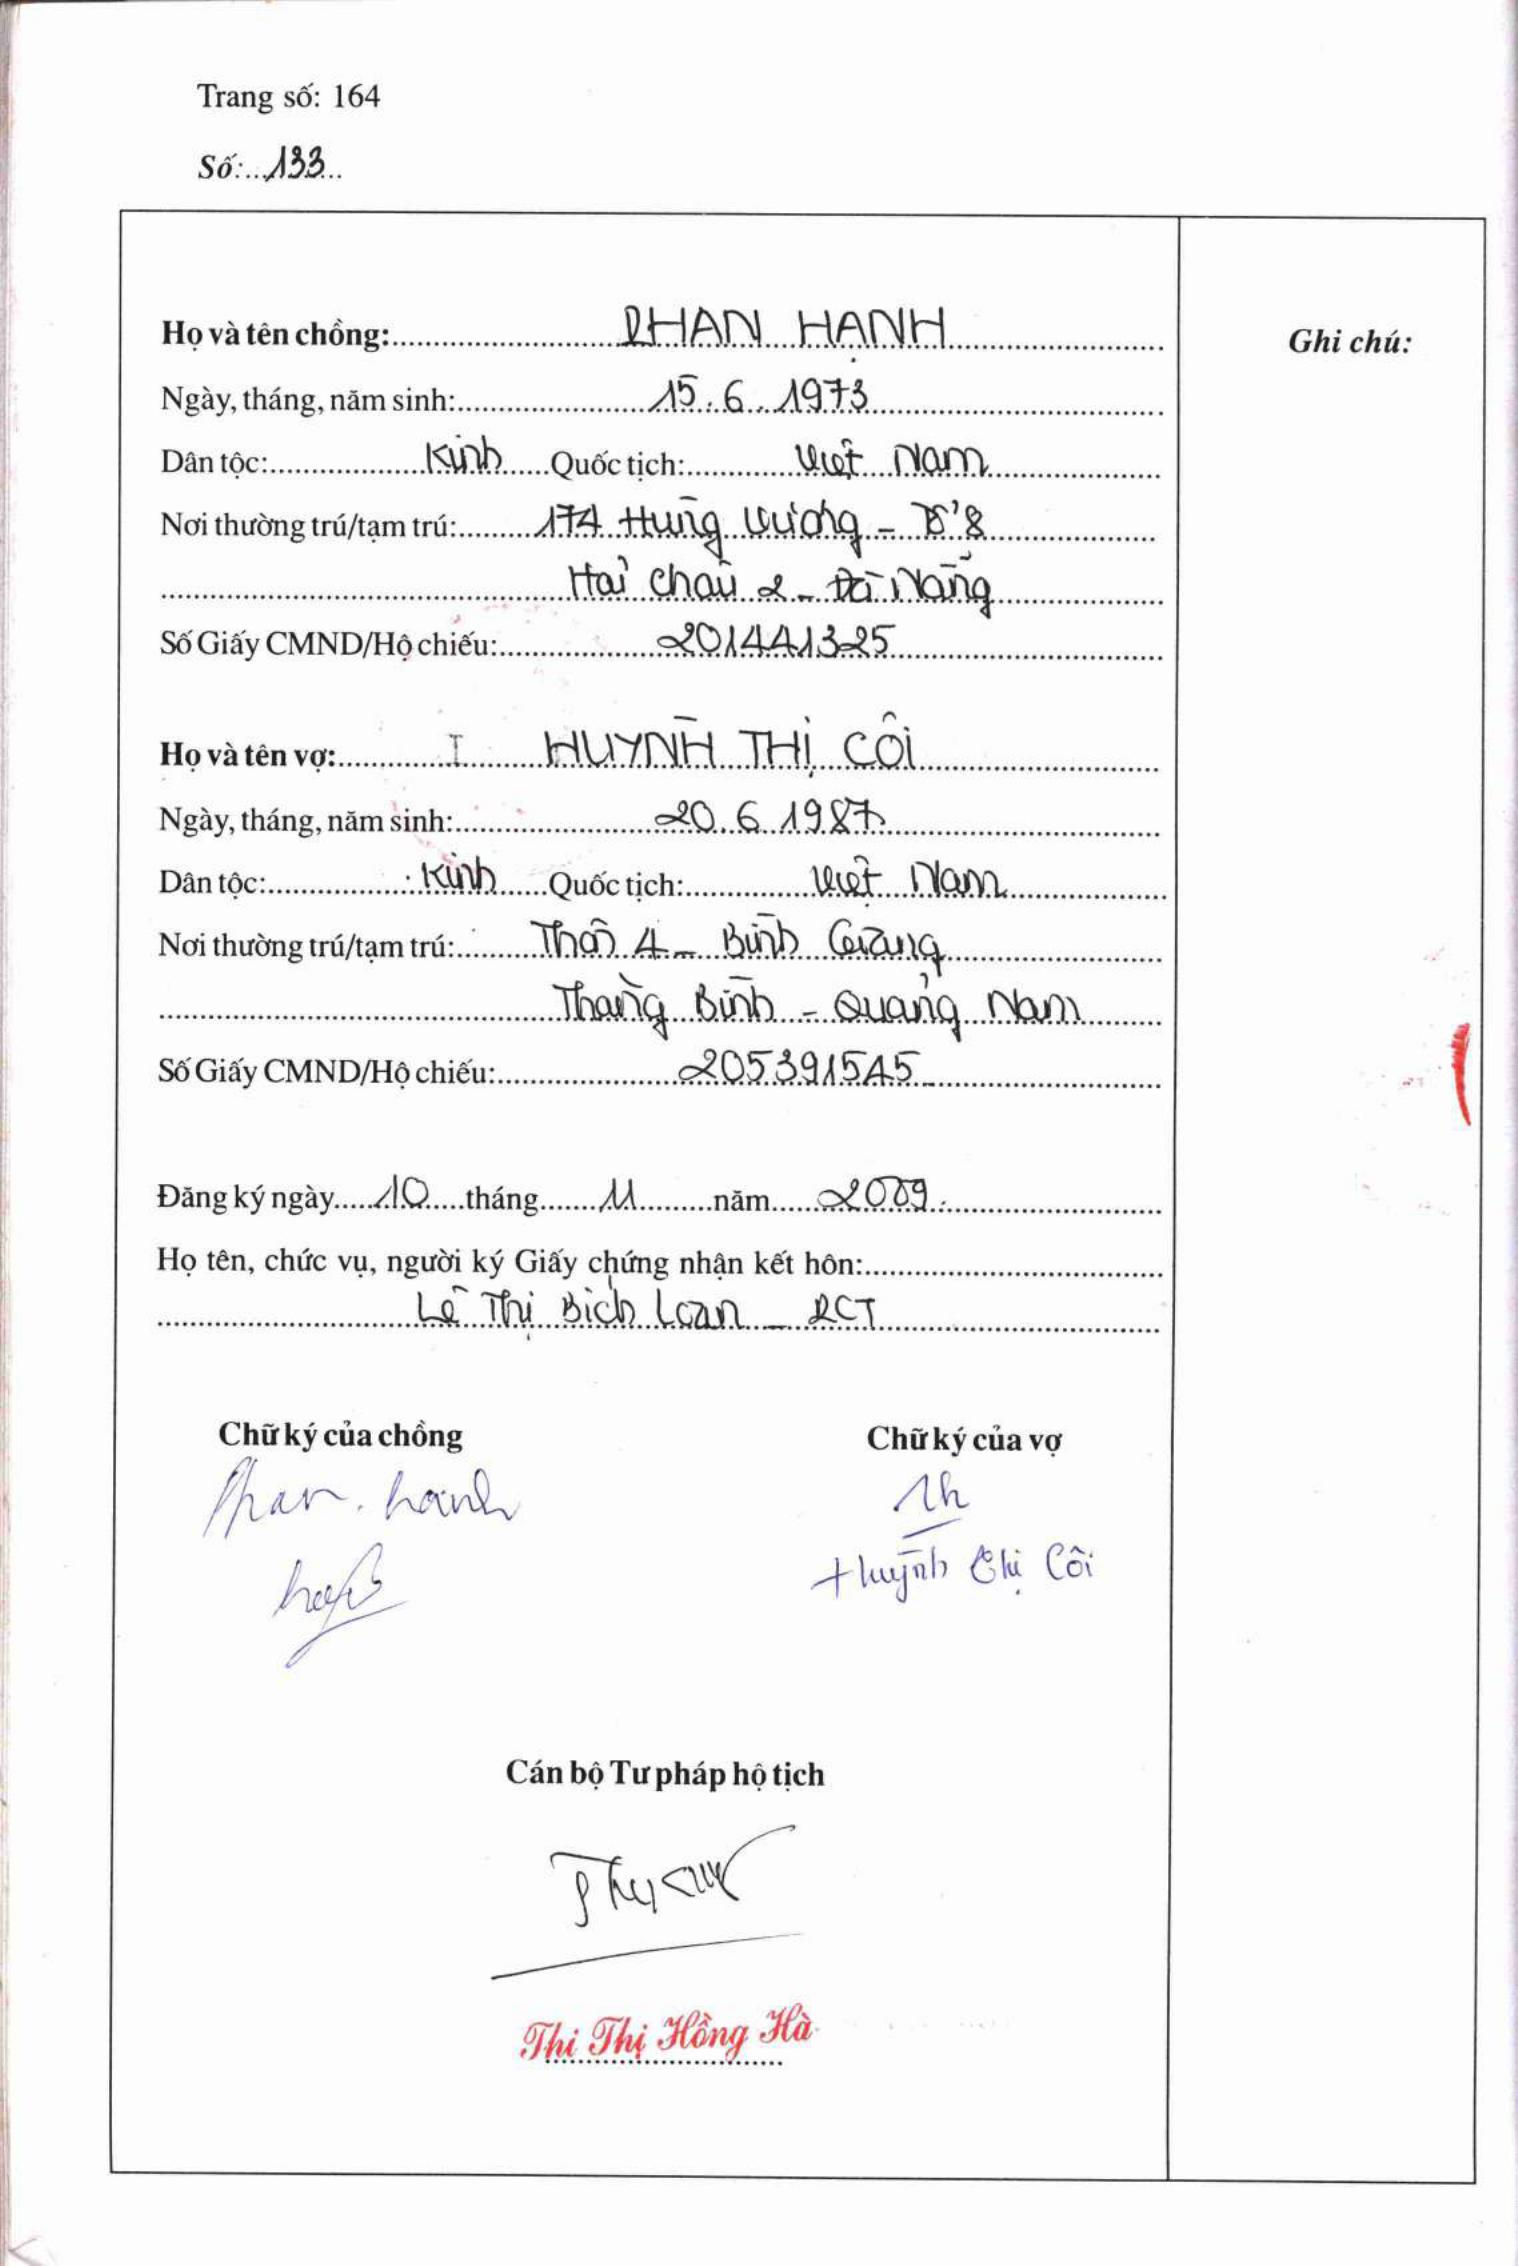 Trang số: 164
Số: 133
Họ và tên chồng: PHAN HẠNH
Ghi chú:
Ngày, tháng, năm sinh: 15.6.1973
Dân tộc: Kinh Quốc tịch: Việt Nam
Nơi thường trú/tạm trú: 174 Hùng Vương - Tổ 8
Hải Châu 2 - Đà Nẵng
Số Giấy CMND/Hộ chiếu: 201441325
Họ và tên vợ: HUỲNH THỊ CÔI
Ngày, tháng, năm sinh: 20.6.1987
Dân tộc: Kinh Quốc tịch: Việt Nam
Nơi thường trú/tạm trú: Thôn 4 - Bình Giang
Thăng Bình - Quảng Nam
Số Giấy CMND/Hộ chiếu: 205391545
Đăng ký ngày 10 tháng 11 năm 2009.
Họ tên, chức vụ, người ký Giấy chứng nhận kết hôn:
Lê Thị Bích Loan - PCT
Chữ ký của chồng Chữ ký của vợ
Phan hạnh
Huỳnh Thị Côi
Cán bộ Tư pháp hộ tịch
Thi Thị Hồng Hà